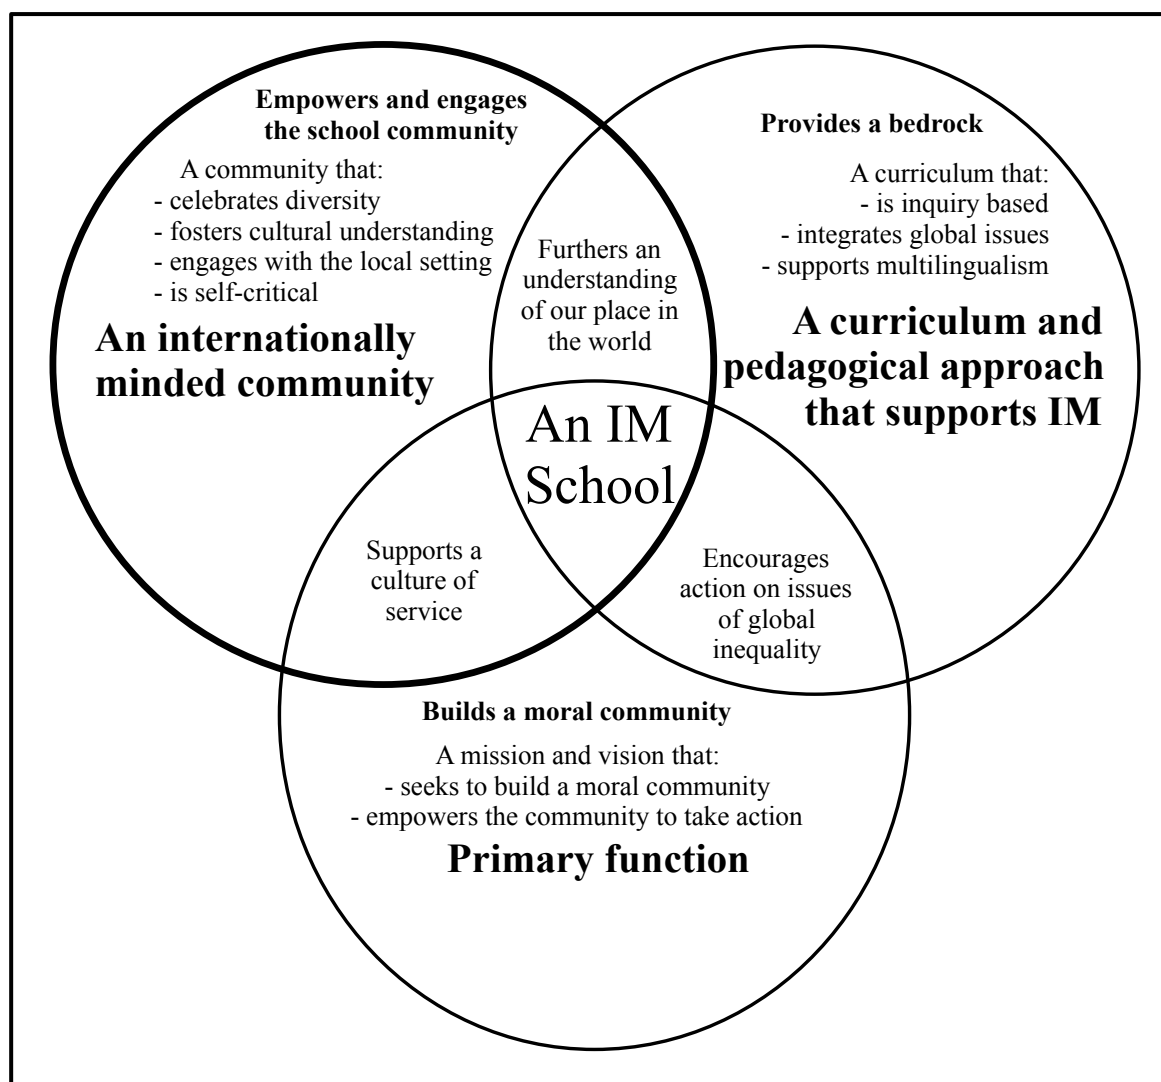 Empowers and engages
the school community
A community that:
- celebrates diversity
- fosters cultural understanding
- engages with the local setting
- is self-critical
An internationally
minded community
Provides a bedrock
A curriculum that:
- is inquiry based
- integrates global issues
- supports multilingualism
A curriculum and
pedagogical approach
that supports IM
Furthers an
understanding
of our place in
the world
An IM
School
Supports a
culture of
service
Encourages
action on issues
of global
inequality
Builds a moral community
A mission and vision that:
- seeks to build a moral community
- empowers the community to take action
Primary function